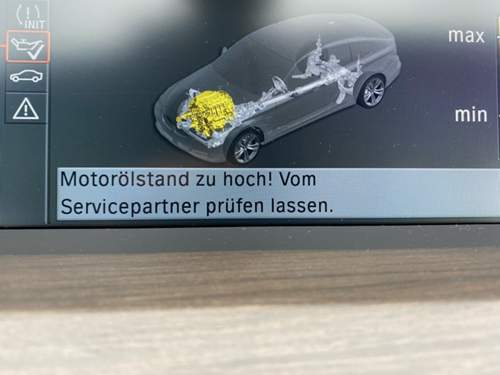 INIT
max
min
Motorölstand zu hoch! Vom
Servicepartner prüfen lassen.